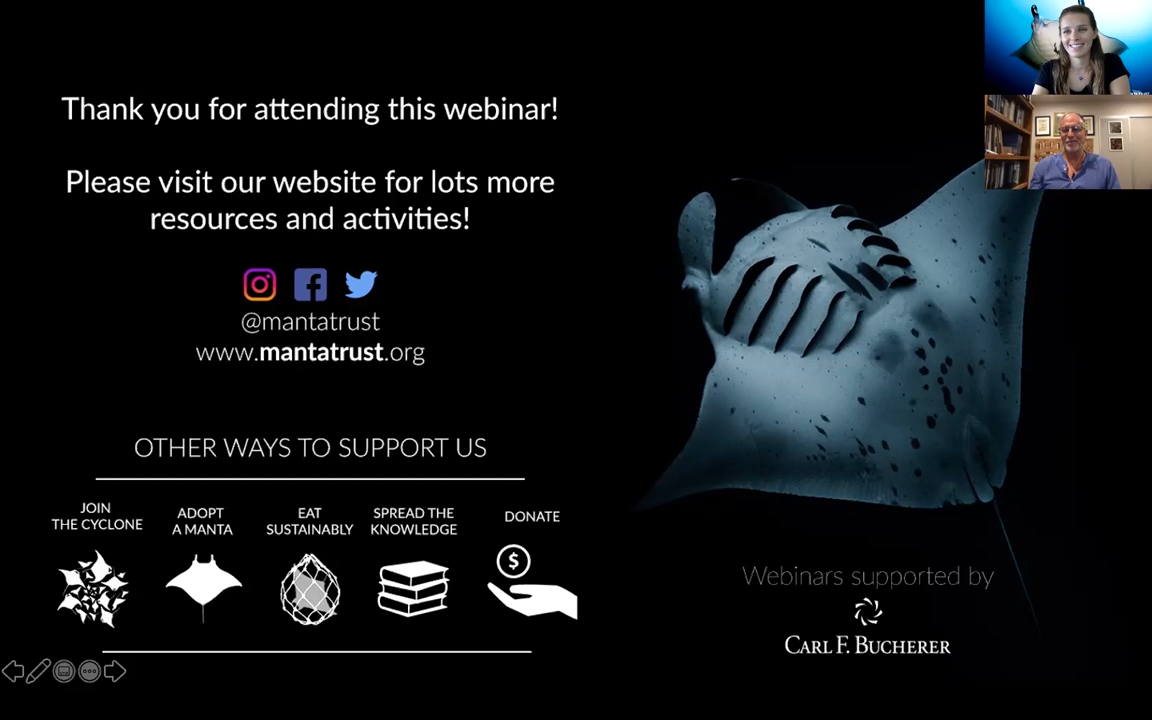 Thank you for attending this webinar!
Please visit our website for lots more
resources and activities!
@mantatrust
www.mantatrust.org
OTHER WAYS TO SUPPORT US
JOIN
THE CYCLONE
ADOPT
A MANTA
EAT
SUSTAINABLY
SPREAD THE
KNOWLEDGE
DONATE
$
Webinars supported by
CARL F. BUCHERER